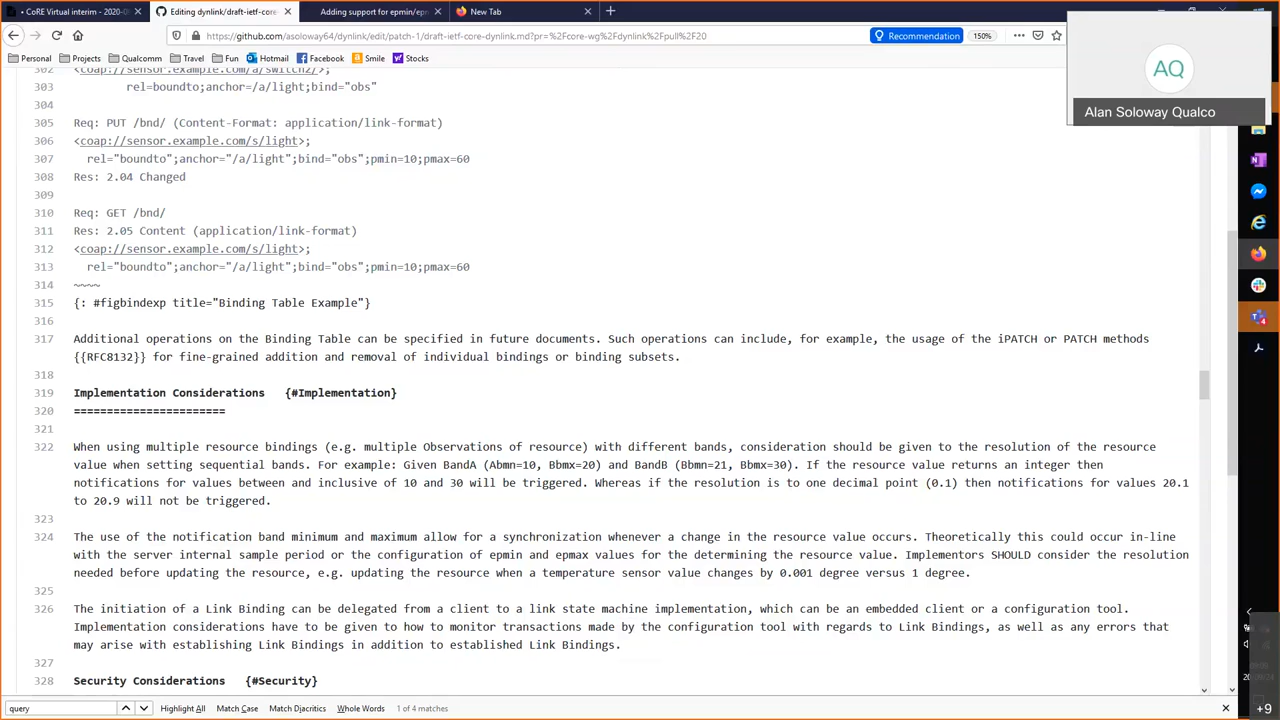 • CoRE Virtual interim - 2020-0
Editing dynlink/draft-ietf-core
Adding support for epmin/ep
New Tab
https://github.com/asoloway64/dynlink/edit/patch-1/draft-ietf-core-dynlink.md?pr=%2Fcore-wg%2Fdynlink%2Fpull%2F20
Recommendation
150%
Personal
Projects
Qualcomm
Travel
Fun
Hotmail
Facebook
Smile
Stocks
AQ
Alan Soloway Qualco
302 <coap://sensor.example.com/a/switch2/>;
303 rel=boundto;anchor=/a/light;bind="obs"
304
305 Req: PUT /bnd/ (Content-Format: application/link-format)
306 <coap://sensor.example.com/s/light>;
307 rel="boundto";anchor="/a/light";bind="obs";pmin=10;pmax=60
308 Res: 2.04 Changed
309
310 Req: GET /bnd/
311 Res: 2.05 Content (application/link-format)
312 <coap://sensor.example.com/s/light>;
313 rel="boundto";anchor="/a/light";bind="obs";pmin=10;pmax=60
314 ~~~~
315 {: #figbindexp title="Binding Table Example"}
316
317 Additional operations on the Binding Table can be specified in future documents. Such operations can include, for example, the usage of the iPATCH or PATCH methods
{{RFC8132}} for fine-grained addition and removal of individual bindings or binding subsets.
318
319 Implementation Considerations {#Implementation}
320 =======================
321
322 When using multiple resource bindings (e.g. multiple Observations of resource) with different bands, consideration should be given to the resolution of the resource
value when setting sequential bands. For example: Given BandA (Abmn=10, Bbmx=20) and BandB (Bbmn=21, Bbmx=30). If the resource value returns an integer then
notifications for values between and inclusive of 10 and 30 will be triggered. Whereas if the resolution is to one decimal point (0.1) then notifications for values 20.1
to 20.9 will not be triggered.
323
324 The use of the notification band minimum and maximum allow for a synchronization whenever a change in the resource value occurs. Theoretically this could occur in-line
with the server internal sample period or the configuration of epmin and epmax values for the determining the resource value. Implementors SHOULD consider the resolution
needed before updating the resource, e.g. updating the resource when a temperature sensor value changes by 0.001 degree versus 1 degree.
325
326 The initiation of a Link Binding can be delegated from a client to a link state machine implementation, which can be an embedded client or a configuration tool.
Implementation considerations have to be given to how to monitor transactions made by the configuration tool with regards to Link Bindings, as well as any errors that
may arise with establishing Link Bindings in addition to established Link Bindings.
327
328 Security Considerations {#Security}
query
Highlight All
Match Case
Match Diacritics
Whole Words
1 of 4 matches
+9